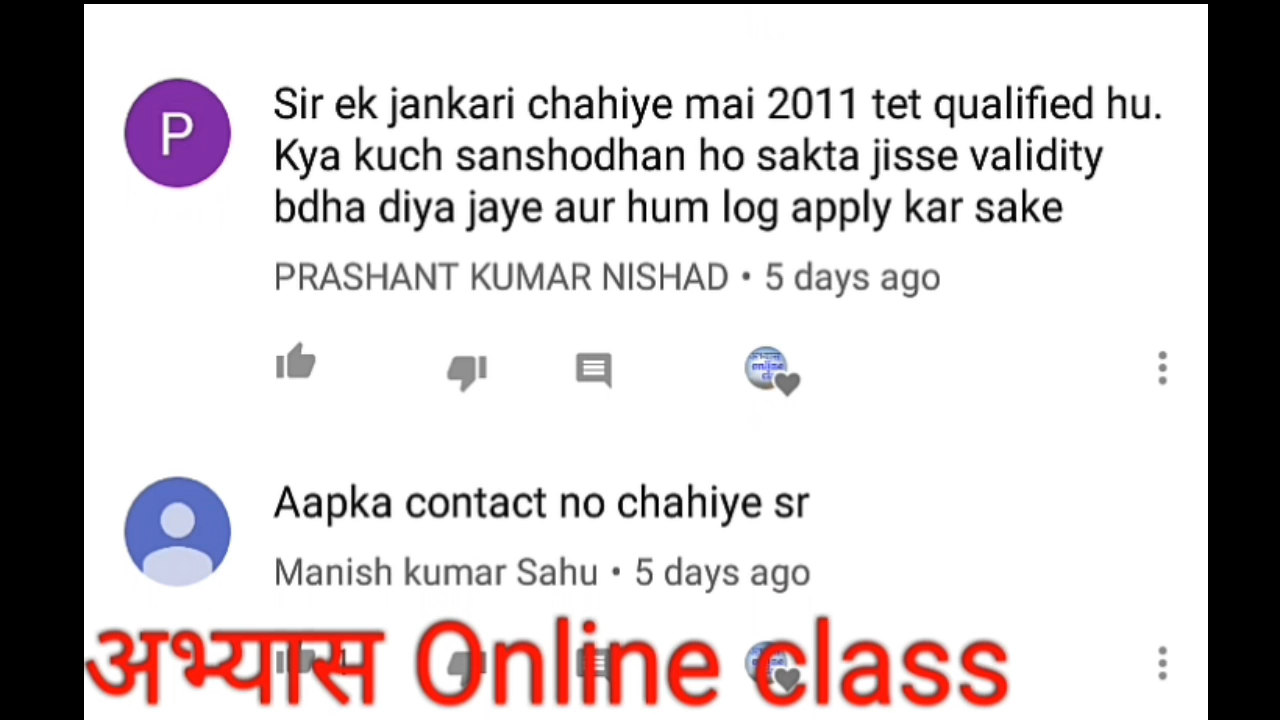 P
Sir ek jankari chahiye mai 2011 tet qualified hu.
Kya kuch sanshodhan ho sakta jisse validity
bdha diya jaye aur hum log apply kar sake
PRASHANT KUMAR NISHAD • 5 days ago
online
Aapka contact no chahiye sr
Manish kumar Sahu • 5 days ago
1
अभ्यास Online class